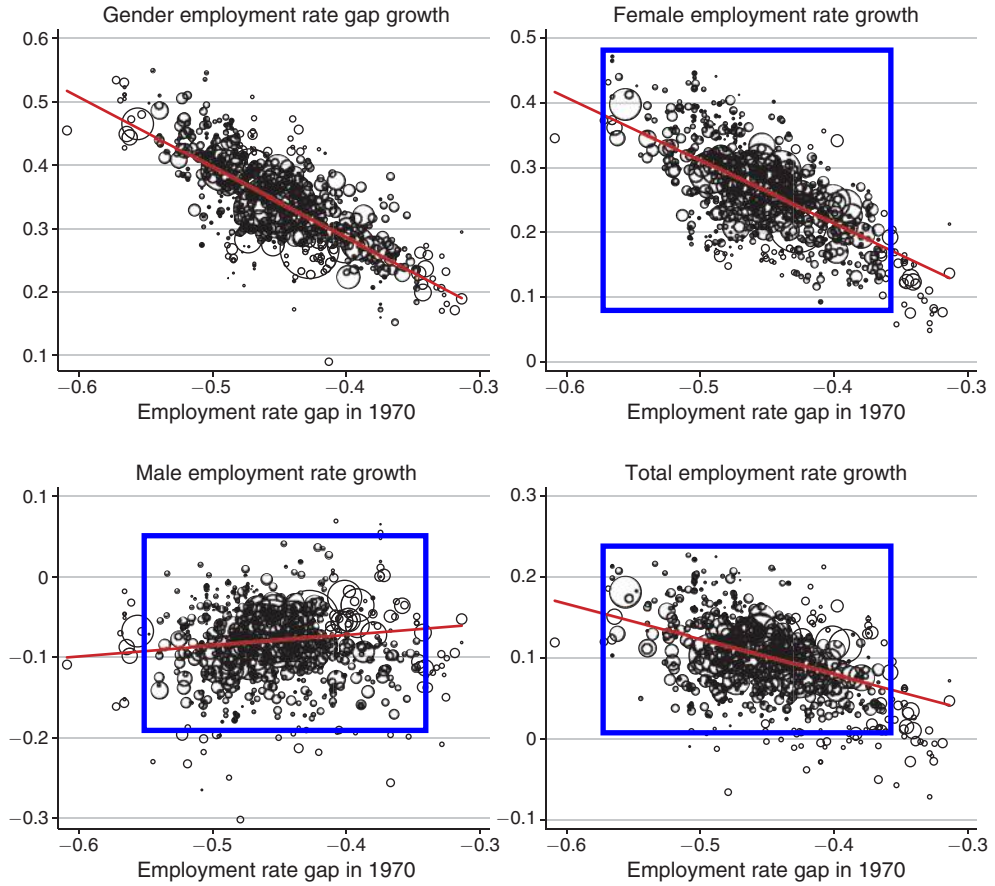 Gender employment rate gap growth
0.6
0.5
0.4
0.3
0.2
0.1
−0.6 −0.5 −0.4 −0.3
Employment rate gap in 1970
Female employment rate growth
0.5
0.4
0.3
0.2
0.1
0
−0.6 −0.5 −0.4 −0.3
Employment rate gap in 1970
Male employment rate growth
0.1
0
−0.1
−0.2
−0.3
−0.6 −0.5 −0.4 −0.3
Employment rate gap in 1970
Total employment rate growth
0.3
0.2
0.1
0
−0.1
−0.6 −0.5 −0.4 −0.3
Employment rate gap in 1970